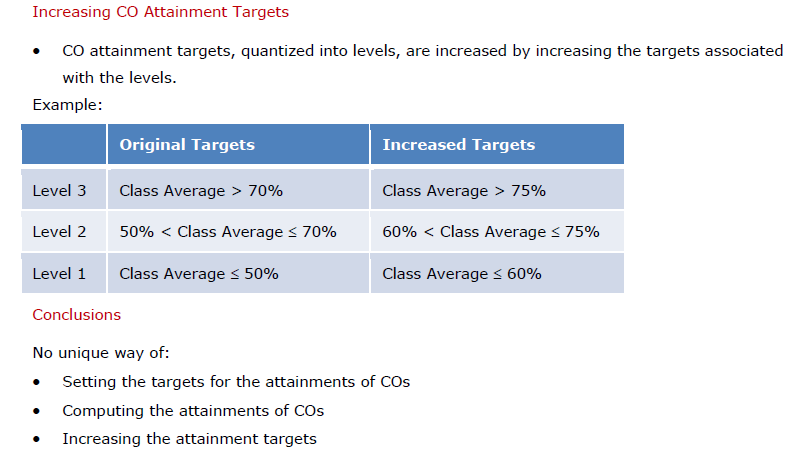 Increasing CO Attainment Targets
• CO attainment targets, quantized into levels, are increased by increasing the targets associated
with the levels.
Example:
Original Targets Increased Targets
Level 3 Class Average > 70% Class Average > 75%
Level 2 50% < Class Average ≤ 70% 60% < Class Average ≤ 75%
Level 1 Class Average ≤ 50% Class Average ≤ 60%
Conclusions
No unique way of:
• Setting the targets for the attainments of COs
• Computing the attainments of COs
• Increasing the attainment targets